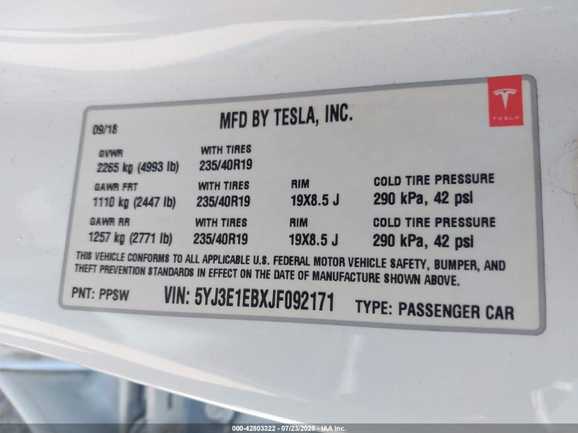 TESLA
MFD BY TESLA, INC.
09/18
GVWR WITH TIRES
2265 kg (4993 lb) 235/40R19
GAWR FRT WITH TIRES RIM COLD TIRE PRESSURE
1110 kg (2447 lb) 235/40R19 19X8.5 J 290 kPa, 42 psi
GAWR RR WITH TIRES RIM COLD TIRE PRESSURE
1257 kg (2771 lb) 235/40R19 19X8.5 J 290 kPa, 42 psi
THIS VEHICLE CONFORMS TO ALL APPLICABLE U.S. FEDERAL MOTOR VEHICLE SAFETY, BUMPER, AND
THEFT PREVENTION STANDARDS IN EFFECT ON THE DATE OF MANUFACTURE SHOWN ABOVE.
PNT: PPSW VIN: 5YJ3E1EBXJF092171 TYPE: PASSENGER CAR
000-42803222 - 07/23/2025 - IAA Inc.